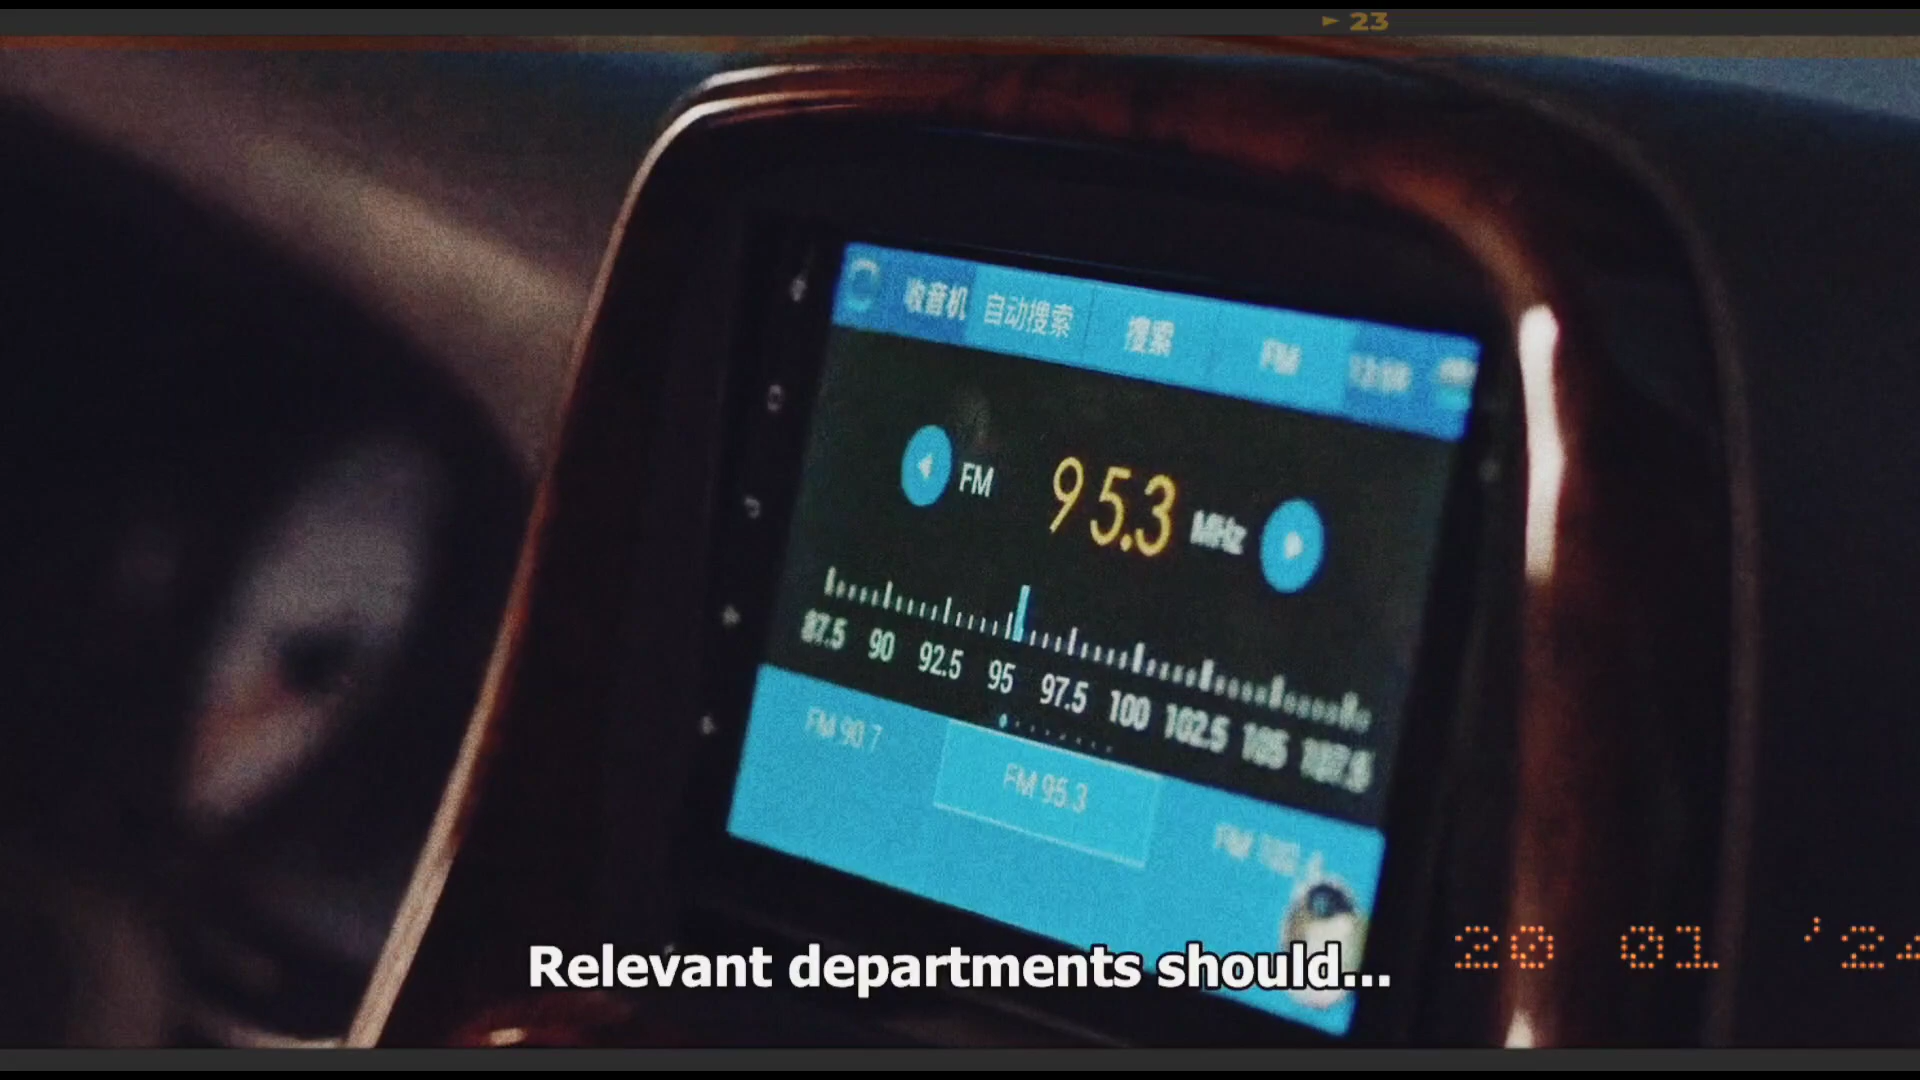 23
收音机 自动搜索 搜索 FM
FM 95.3 MHz
87.5 90 92.5 95 97.5 100 102.5 105 107.5
FM 90.7 FM 95.3 FM
Relevant departments should...
20 01 '24